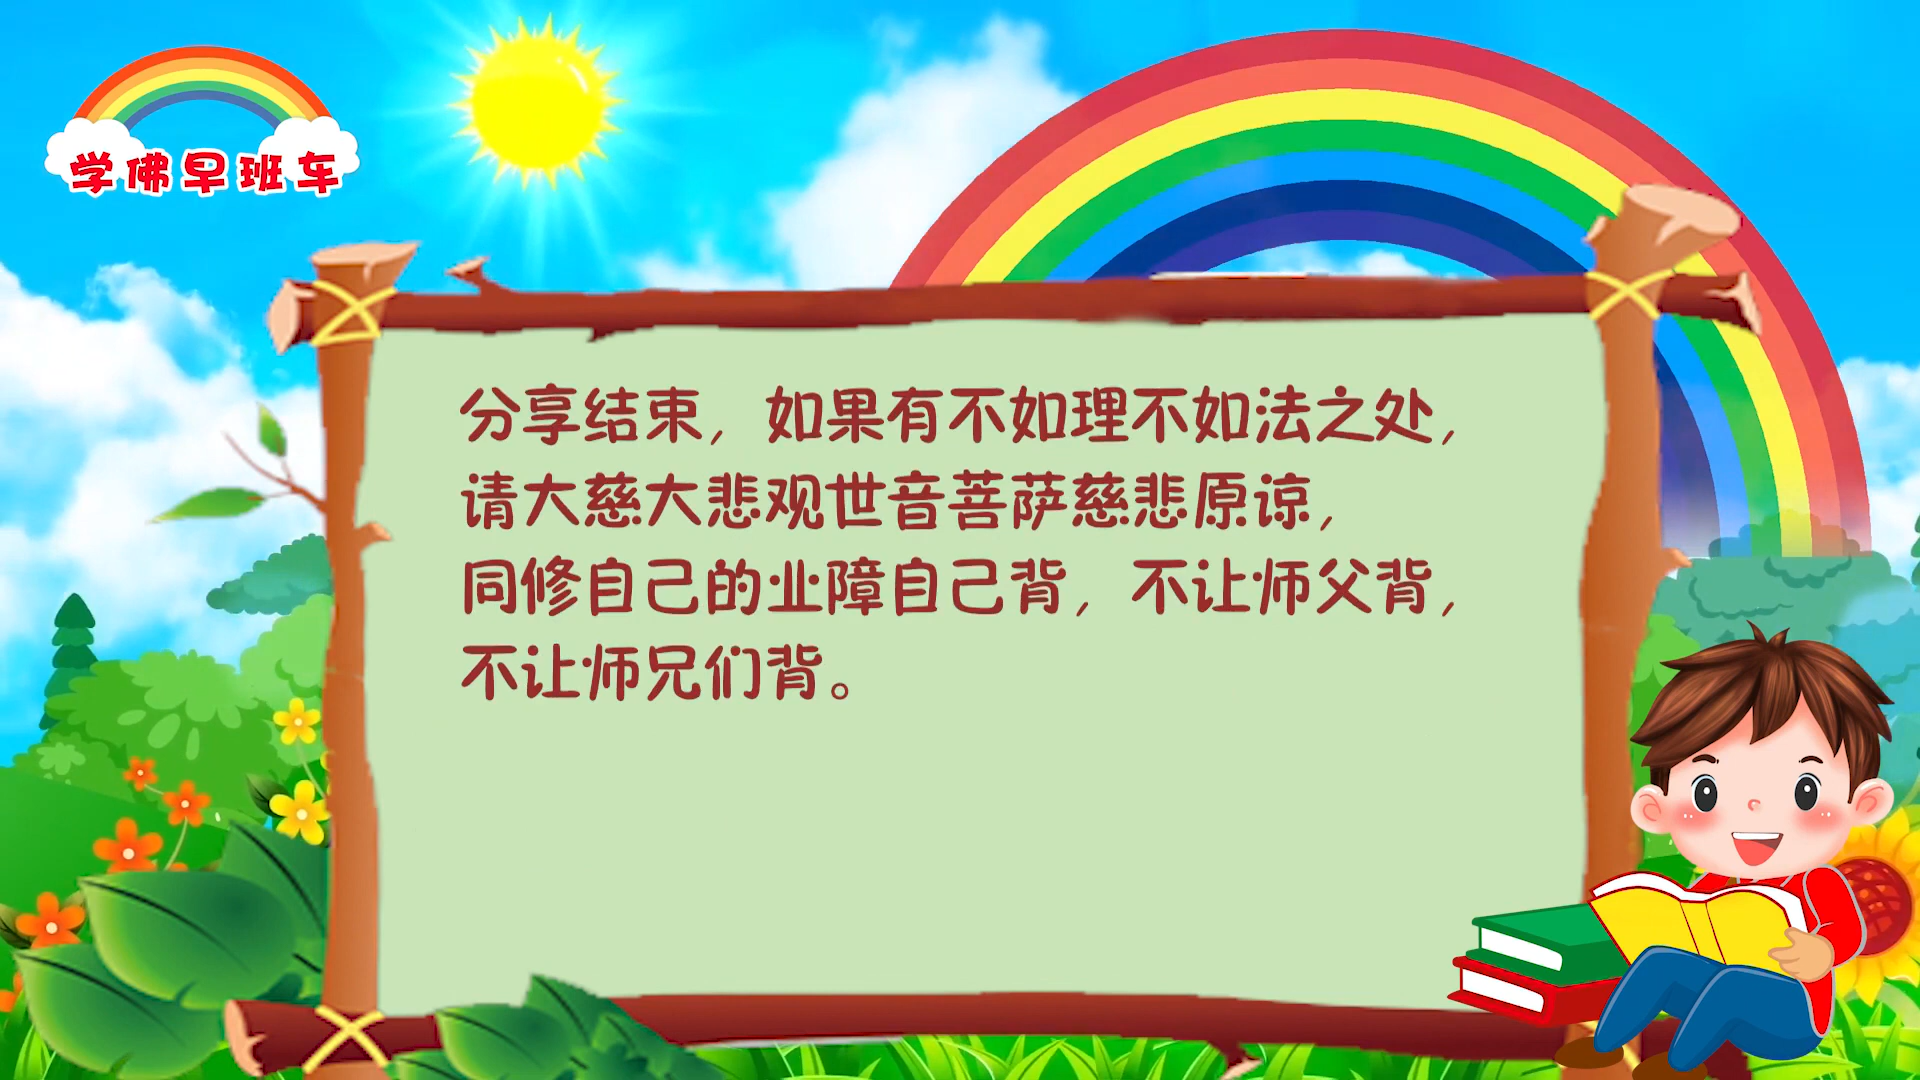 学佛早班车
分享结束，如果有不如理不如法之处，
请大慈大悲观世音菩萨慈悲原谅，
同修自己的业障自己背，不让师父背，
不让师兄们背。